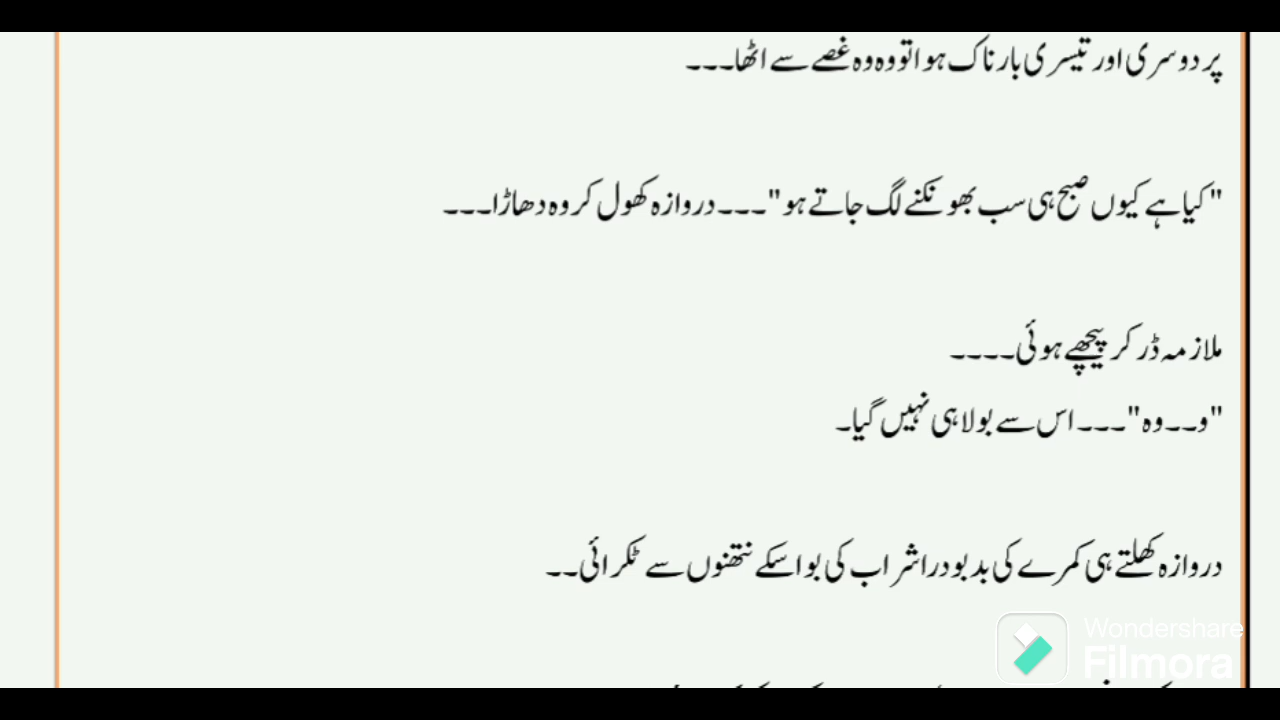 پر دوسری اور تیسری بار ناک ہوا تو وہ وہ غصے سے اٹھا۔۔۔
"کیا ہے کیوں صبح ہی سب بھونکنے لگ جاتے ہو"۔۔۔ دروازہ کھول کر وہ دھاڑا۔۔۔
ملازمہ ڈر کر پیچھے ہوئی۔۔۔۔
"و۔۔وہ"۔۔۔۔ اس سے بولا ہی نہیں گیا۔
دروازہ کھلتے ہی کمرے کی بدبودرا شراب کی بو اسکے نتھنوں سے ٹکرائی۔۔
Wondershare
Filmora